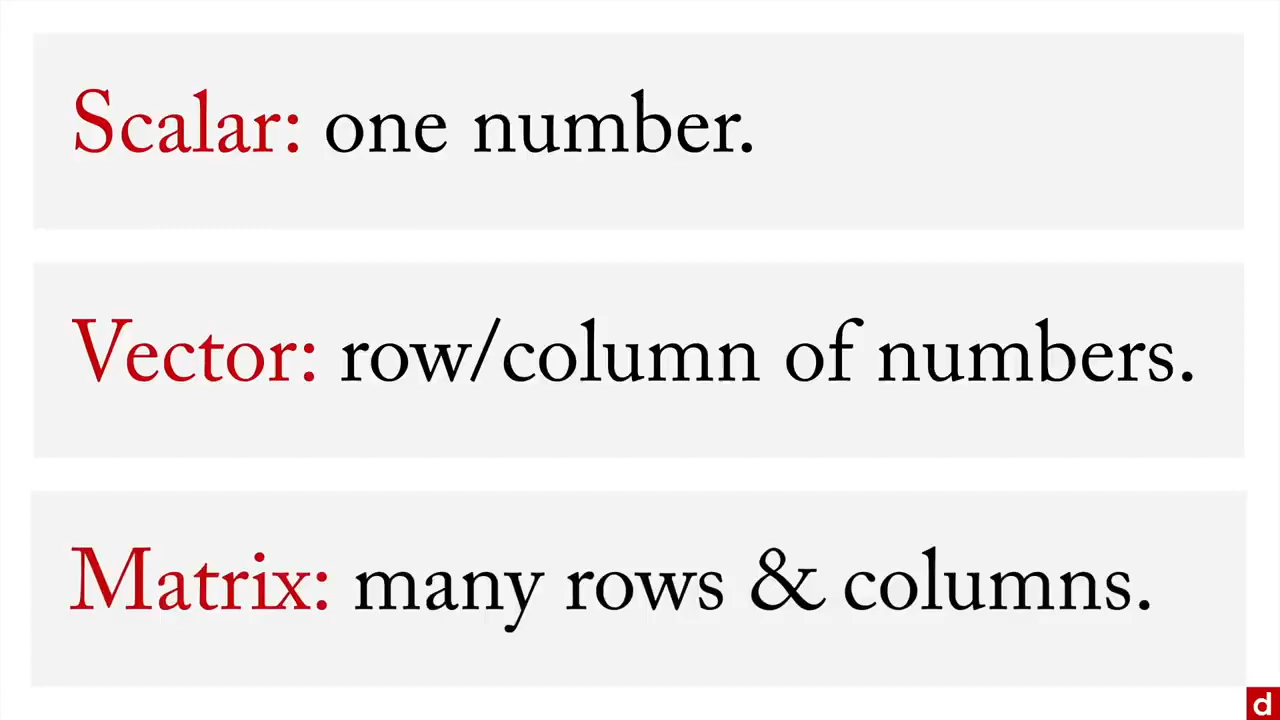 Scalar: one number.
Vector: row/column of numbers.
Matrix: many rows & columns.
d